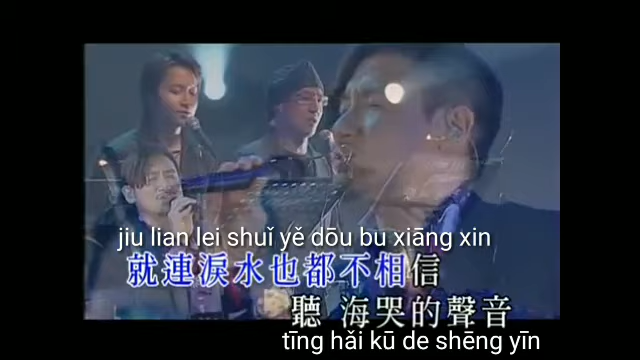 jiu lian lei shuǐ yě dōu bu xiāng xin
就連淚水也都不相信
聽 海哭的聲音
tīng hǎi kū de shēng yīn